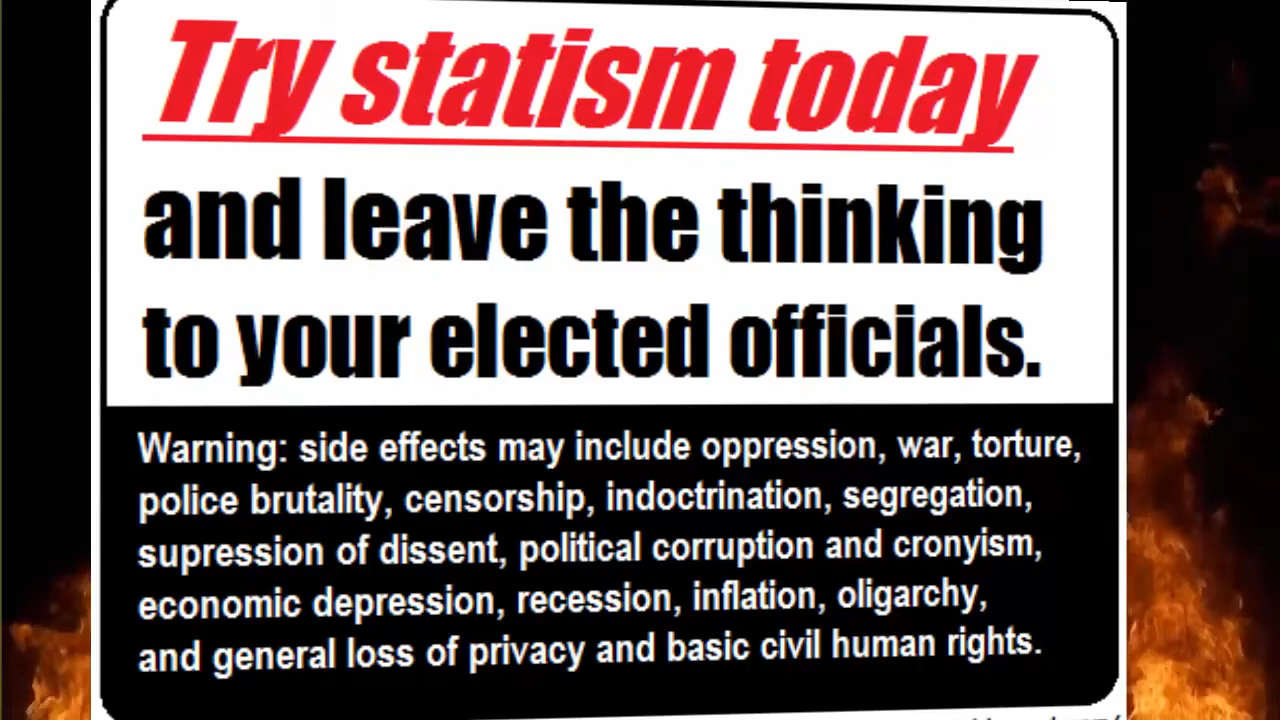 Try statism today
and leave the thinking
to your elected officials.
Warning: side effects may include oppression, war, torture,
police brutality, censorship, indoctrination, segregation,
supression of dissent, political corruption and cronyism,
economic depression, recession, inflation, oligarchy,
and general loss of privacy and basic civil human rights.